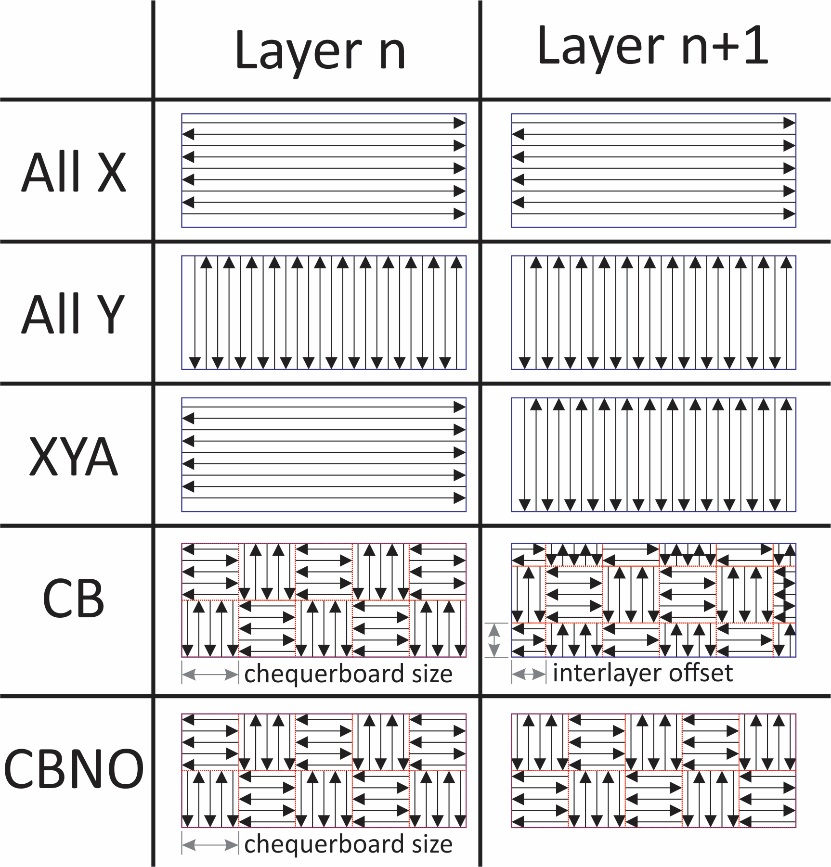 Layer n
Layer n+1
All X
All Y
XYA
CB
chequerboard size
interlayer offset
CBNO
chequerboard size